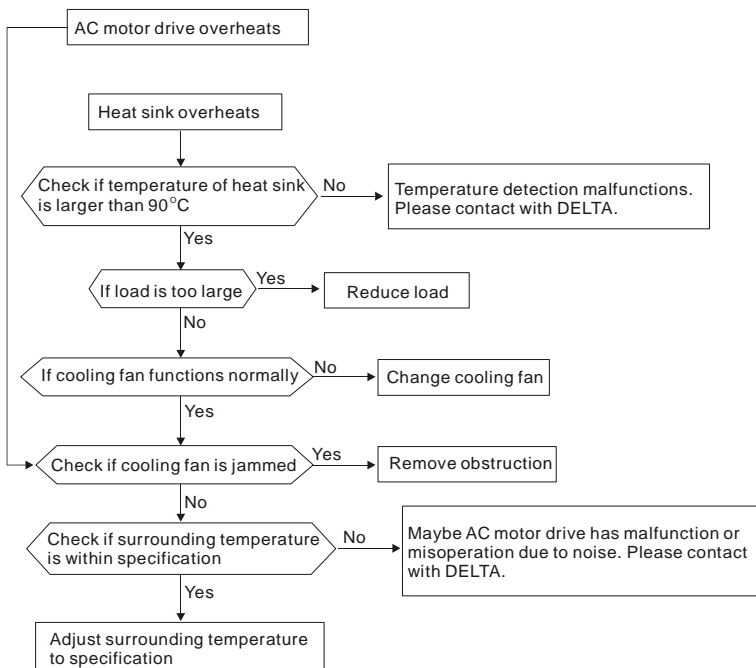 AC motor drive overheats
Heat sink overheats
Check if temperature of heat sink
is larger than 90°C
No
Temperature detection malfunctions.
Please contact with DELTA.
Yes
If load is too large
Yes
Reduce load
No
If cooling fan functions normally
No
Change cooling fan
Yes
Check if cooling fan is jammed
Yes
Remove obstruction
No
Check if surrounding temperature
is within specification
No
Maybe AC motor drive has malfunction or
misoperation due to noise. Please contact
with DELTA.
Yes
Adjust surrounding temperature
to specification